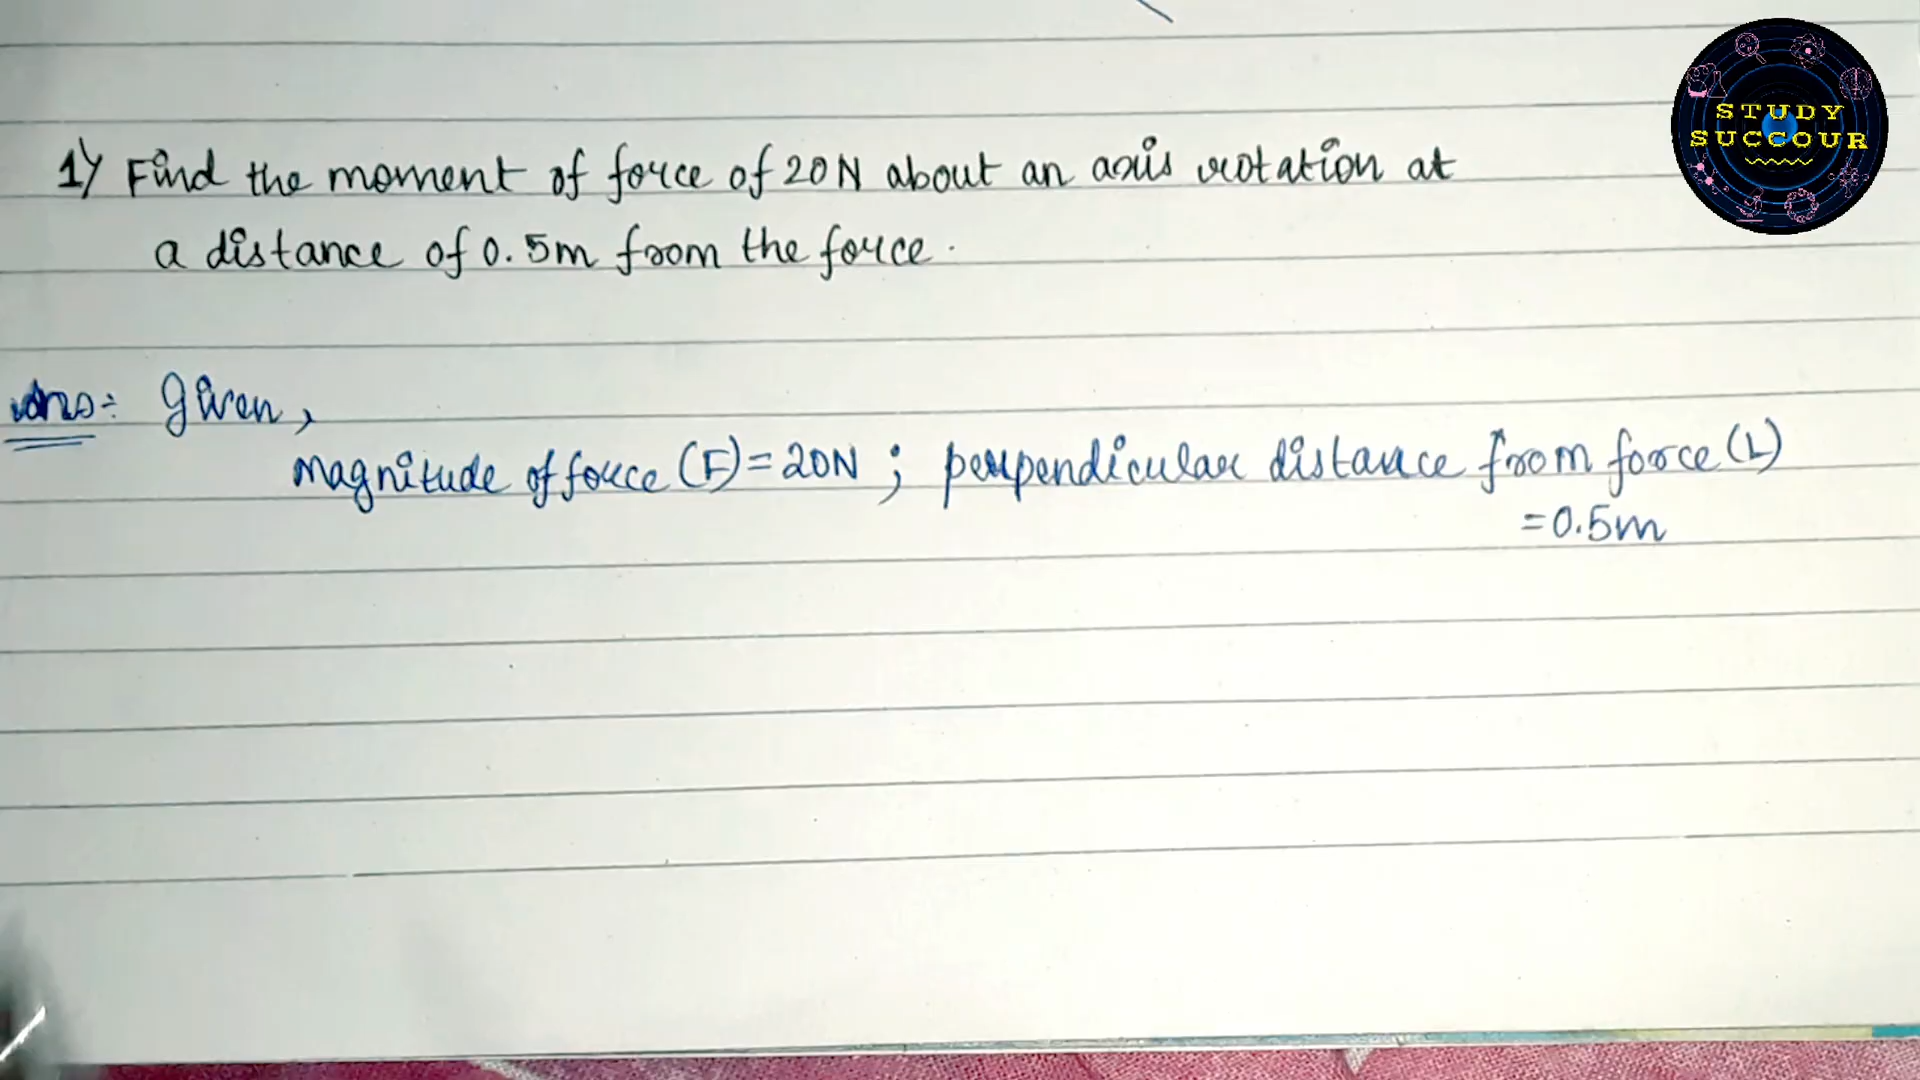 STUDY
SUCCOUR
1) Find the moment of force of 20N about an axis rotation at
a distance of 0.5m from the force.
Ans:- Given,
Magnitude of force (F) = 20N ; perpendicular distance from force (L)
= 0.5m